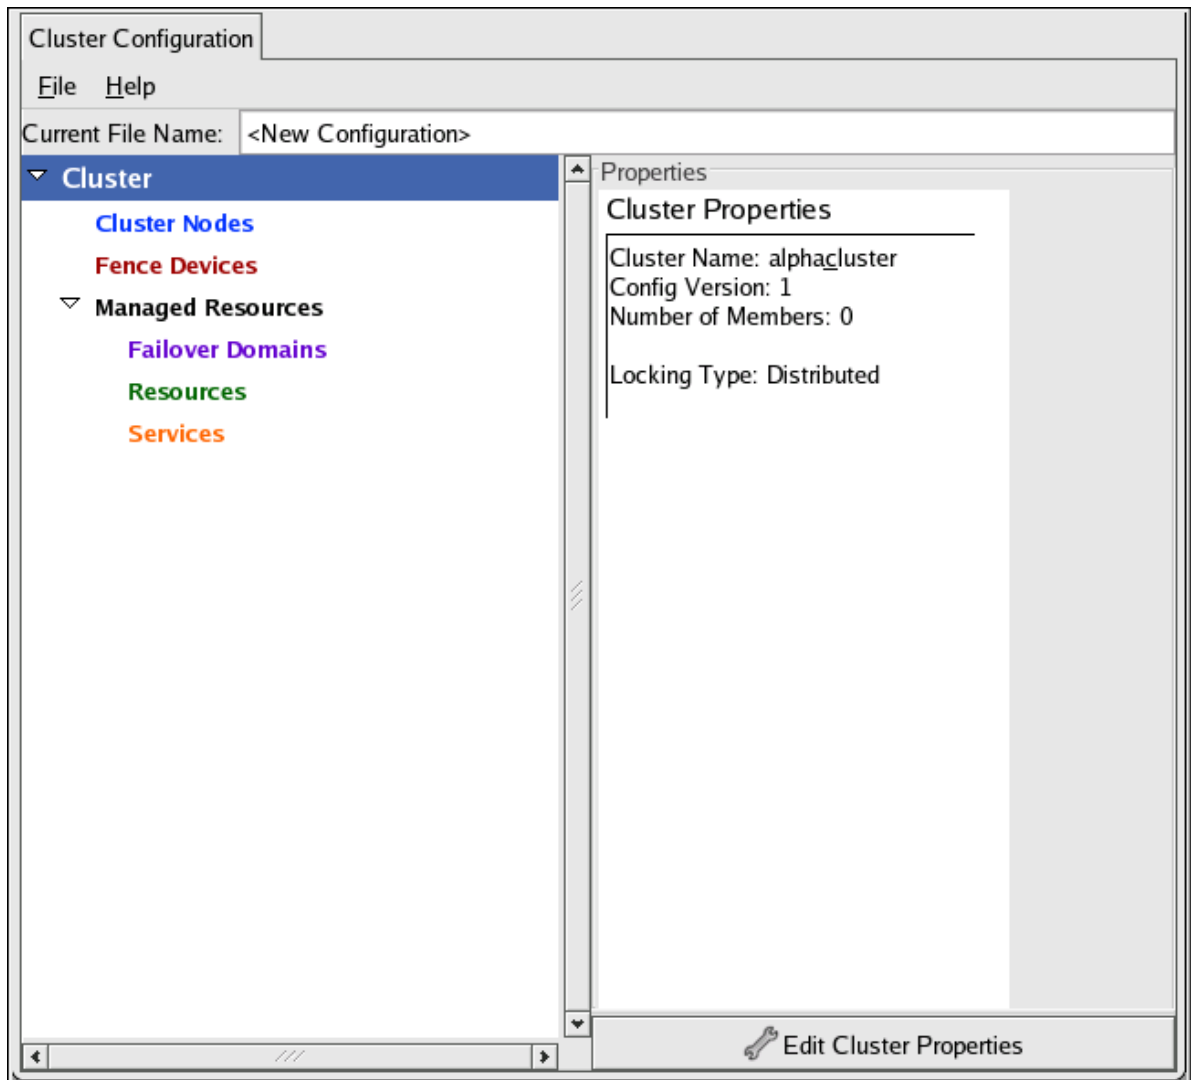 Cluster Configuration
File Help
Current File Name: <New Configuration>
Cluster
Cluster Nodes
Fence Devices
Managed Resources
Failover Domains
Resources
Services
Properties
Cluster Properties
Cluster Name: alphacluster
Config Version: 1
Number of Members: 0
Locking Type: Distributed
Edit Cluster Properties